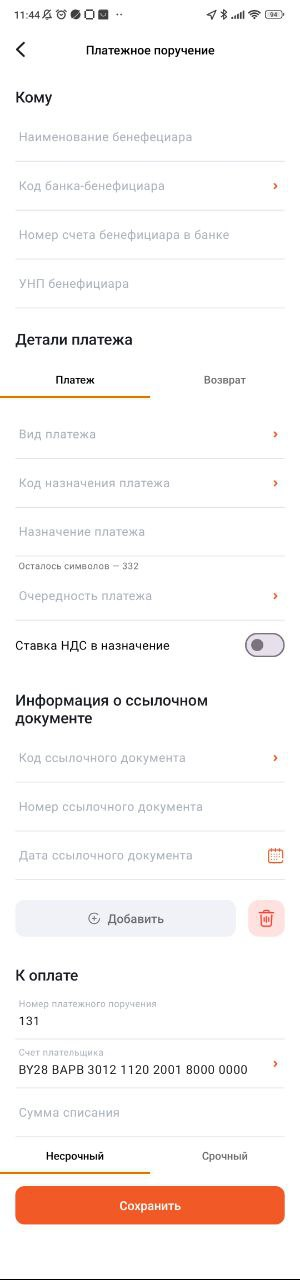 11:44
94
Платежное поручение
Кому
Наименование бенефециара
Код банка-бенифициара
Номер счета бенифициара в банке
УНП бенифициара
Детали платежа
Платеж
Возврат
Вид платежа
Код назначения платежа
Назначение платежа
Осталось символов — 332
Очередность платежа
Ставка НДС в назначение
Информация о ссылочном
документе
Код ссылочного документа
Номер ссылочного документа
Дата ссылочного документа
Добавить
К оплате
Номер платежного поручения
131
Счет плательщика
BY28 BAPB 3012 1120 2001 8000 0000
Сумма списания
Несрочный
Срочный
Сохранить